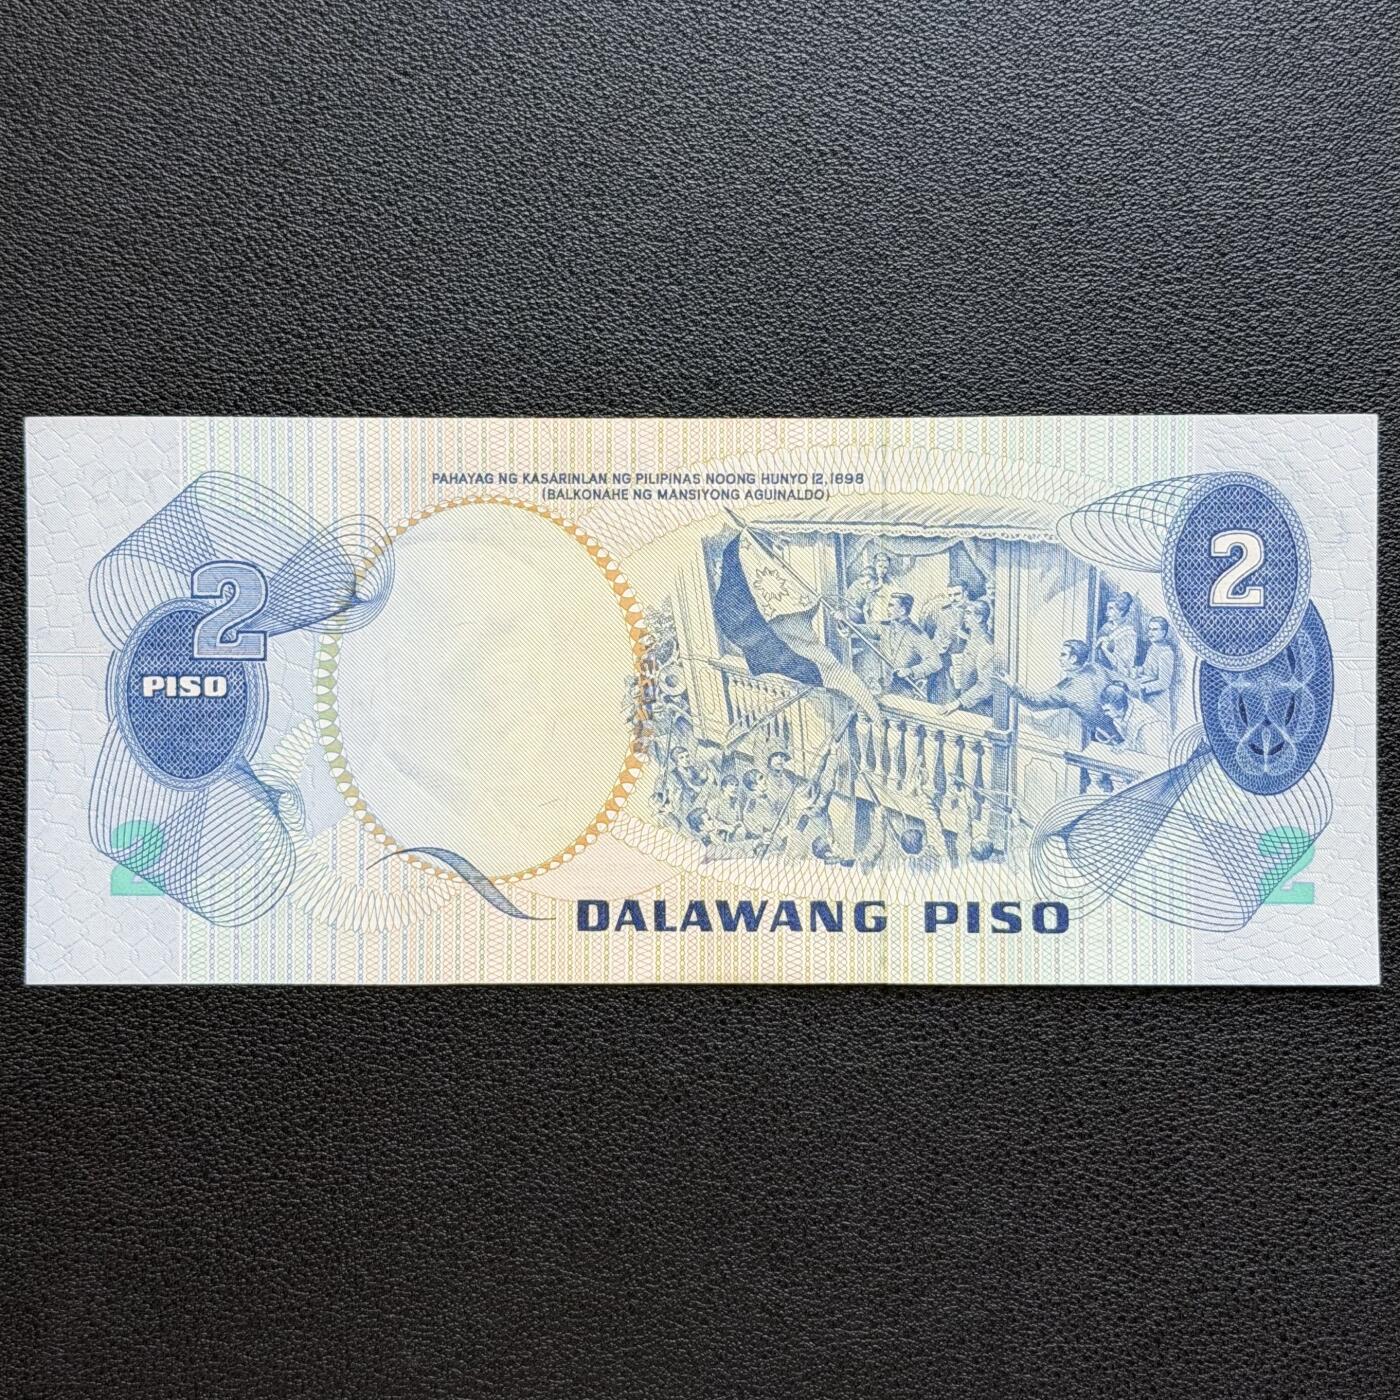 PAHAYAG NG KASARINLAN NG PILIPINAS NOONG HUNYO 12, 1898
(BALKONAHE NG MANSIYONG AGUINALDO)
2
2
PISO
2
2
DALAWANG PISO